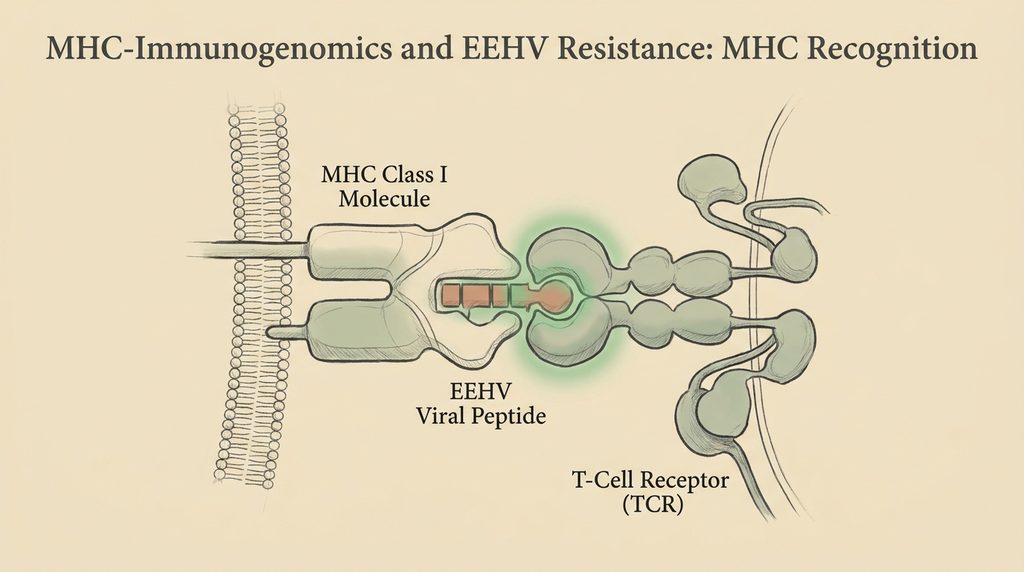 MHC-Immunogenomics and EEHV Resistance: MHC Recognition
MHC Class I
Molecule
EEHV
Viral Peptide
T-Cell Receptor
(TCR)